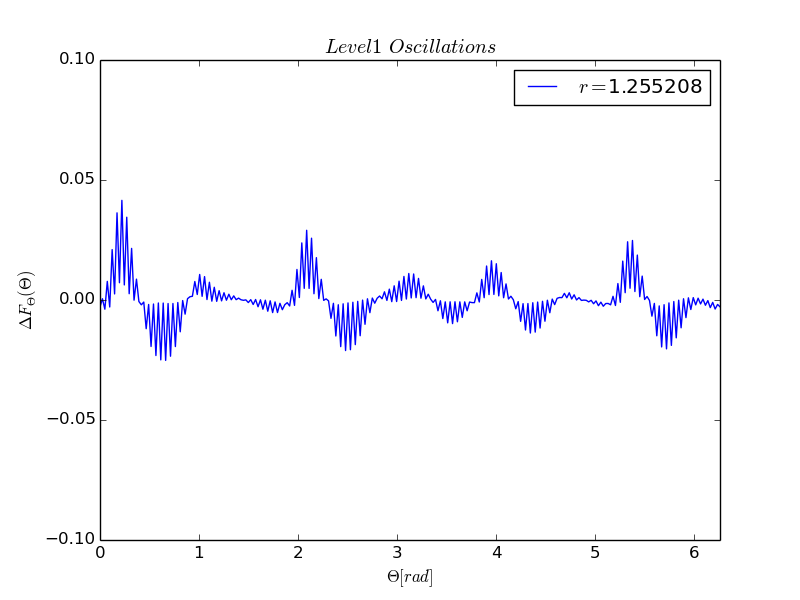 Level1 Oscillations
r=1.255208
0.10
0.05
0.00
−0.05
−0.10
ΔF_Θ(Θ)
0 1 2 3 4 5 6
Θ[rad]